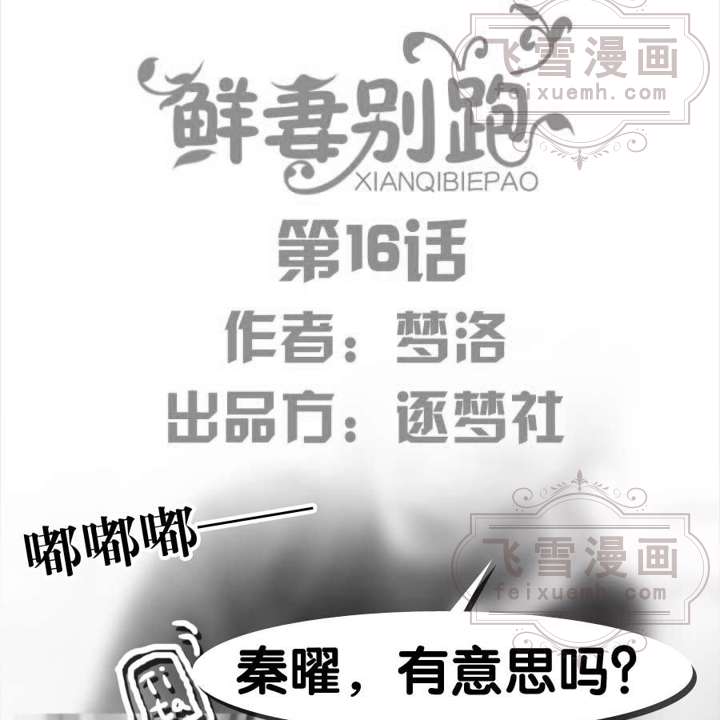 飞雪漫画
feixuemh.com
鲜妻别跑
XIANQIBIEPAO
第16话
作者：梦洛
出品方：逐梦社
嘟嘟嘟——
飞雪漫画
feixuemh.com
秦曜，有意思吗？